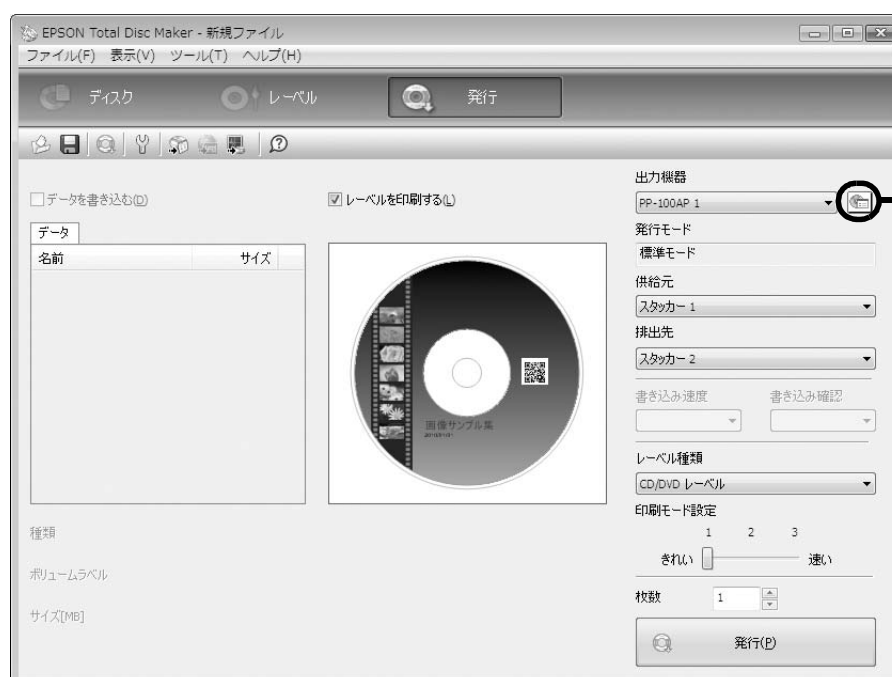 EPSON Total Disc Maker - 新規ファイル
ファイル(F) 表示(V) ツール(T) ヘルプ(H)
ディスク レーベル 発行
データを書き込む(D)
データ
名前 サイズ
種類
ボリュームラベル
サイズ[MB]
レーベルを印刷する(L)
画像サンプル集
出力機器
PP-100AP 1
発行モード
標準モード
供給元
スタッカー 1
排出先
スタッカー 2
書き込み速度 書き込み確認
レーベル種類
CD/DVD レーベル
印刷モード設定
1 2 3
きれい 速い
枚数 1
発行(P)